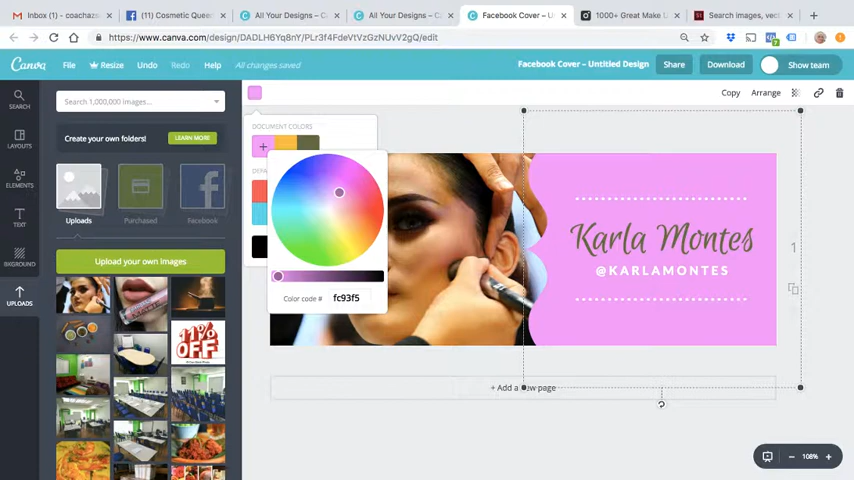 Inbox (1) - coachaz
(11) Cosmetic Quee
All Your Designs – C
All Your Designs – C
Facebook Cover – Un
1000+ Great Make U
Search images, vec
https://www.canva.com/design/DADLH6Yq8nY/PLr3f4FdeVtVzGzNUvV2gQ/edit
Canva
File
Resize
Undo
Redo
Help
All changes saved
Facebook Cover – Untitled Design
Share
Download
Show team
Copy
Arrange
SEARCH
LAYOUTS
ELEMENTS
TEXT
BKGROUND
UPLOADS
Search 1,000,000 images...
Create your own folders!
LEARN MORE
Uploads
Purchased
Facebook
Upload your own images
11%
OFF
DOCUMENT COLORS
Color code #
fc93f5
Karla Montes
@KARLAMONTES
1
+ Add a new page
108%